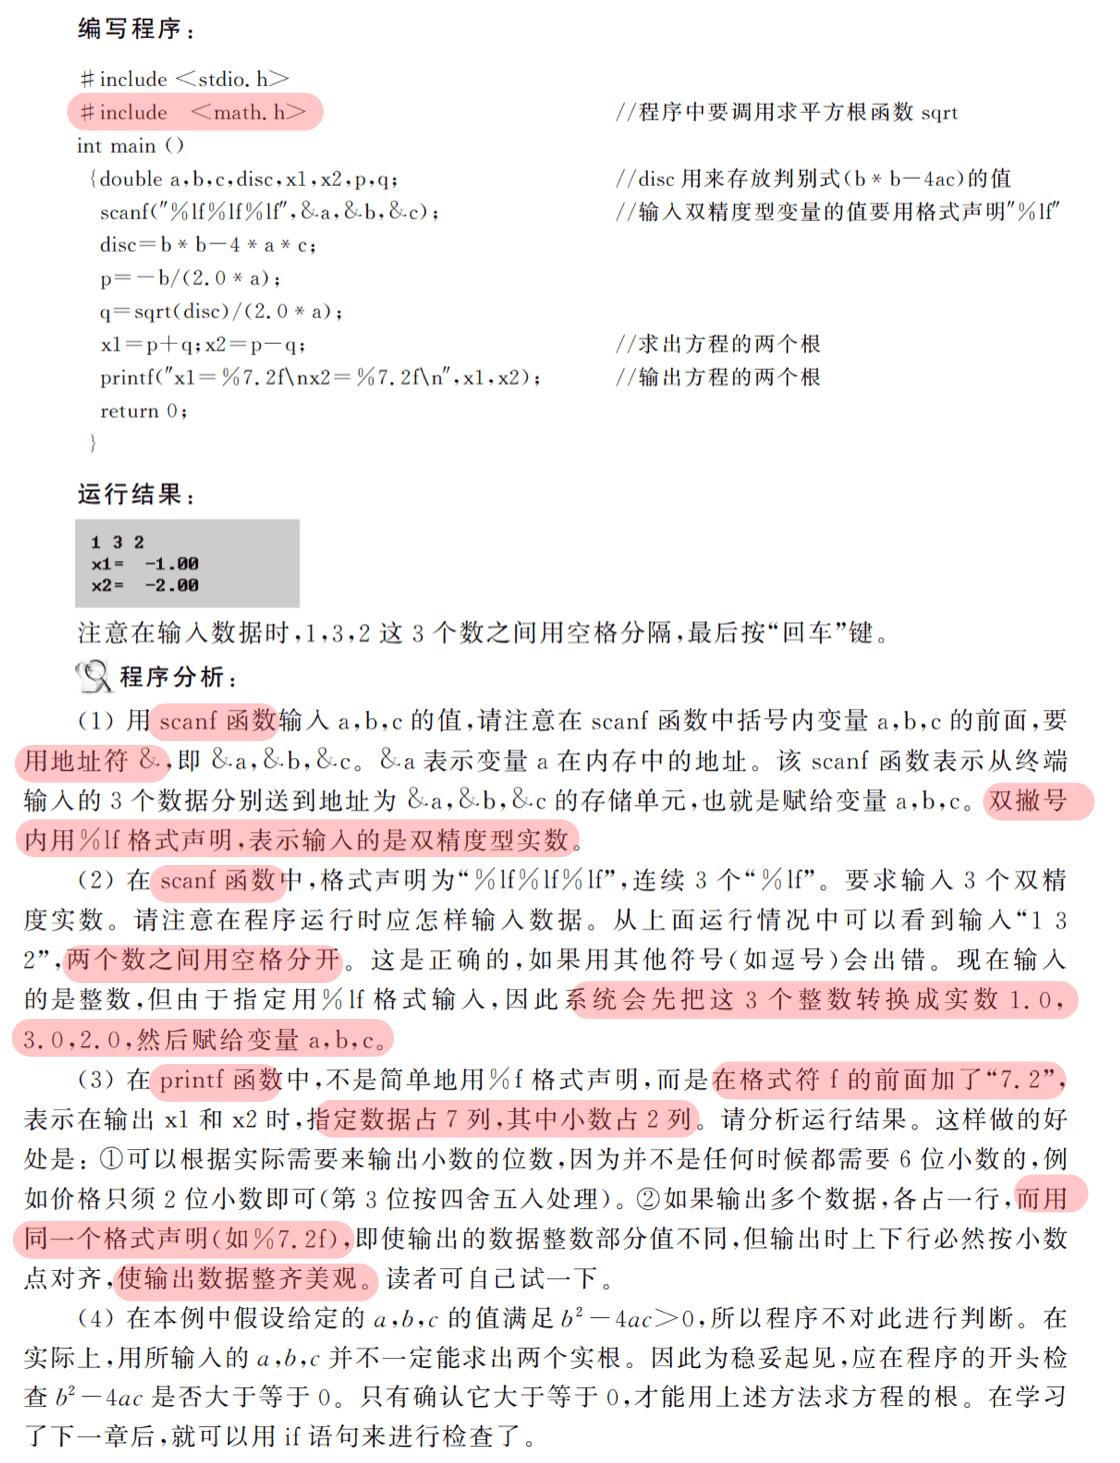 编写程序:
#include <stdio.h>
#include <math.h> //程序中要调用求平方根函数 sqrt
int main ()
{double a,b,c,disc,x1,x2,p,q; //disc 用来存放判别式(b*b-4ac)的值
scanf("%lf%lf%lf",&a,&b,&c); //输入双精度型变量的值要用格式声明"%lf"
disc=b*b-4*a*c;
p=-b/(2.0*a);
q=sqrt(disc)/(2.0*a);
x1=p+q;x2=p-q; //求出方程的两个根
printf("x1=%7.2f\nx2=%7.2f\n",x1,x2); //输出方程的两个根
return 0;
}
运行结果:
1 3 2
x1=  -1.00
x2=  -2.00
注意在输入数据时,1,3,2 这 3 个数之间用空格分隔,最后按“回车”键。
程序分析:
(1) 用 scanf 函数输入 a,b,c 的值,请注意在 scanf 函数中括号内变量 a,b,c 的前面,要
用地址符 &,即 &a,&b,&c。&a 表示变量 a 在内存中的地址。该 scanf 函数表示从终端
输入的 3 个数据分别送到地址为 &a,&b,&c 的存储单元,也就是赋给变量 a,b,c。双撇号
内用%lf 格式声明,表示输入的是双精度型实数。
(2) 在 scanf 函数中,格式声明为“%lf%lf%lf”,连续 3 个“%lf”。要求输入 3 个双精
度实数。请注意在程序运行时应怎样输入数据。从上面运行情况中可以看到输入“1 3
2”,两个数之间用空格分开。这是正确的,如果用其他符号(如逗号)会出错。现在输入
的是整数,但由于指定用%lf 格式输入,因此系统会先把这 3 个整数转换成实数 1.0,
3.0,2.0,然后赋给变量 a,b,c。
(3) 在 printf 函数中,不是简单地用%f 格式声明,而是在格式符 f 的前面加了“7.2”,
表示在输出 x1 和 x2 时,指定数据占 7 列,其中小数占 2 列。请分析运行结果。这样做的好
处是: ①可以根据实际需要来输出小数的位数,因为并不是任何时候都需要 6 位小数的,例
如价格只须 2 位小数即可(第 3 位按四舍五入处理)。②如果输出多个数据,各占一行,而用
同一个格式声明(如%7.2f),即使输出的数据整数部分值不同,但输出时上下行必然按小数
点对齐,使输出数据整齐美观。读者可自己试一下。
(4) 在本例中假设给定的 a,b,c 的值满足 b²-4ac>0,所以程序不对此进行判断。在
实际上,用所输入的 a,b,c 并不一定能求出两个实根。因此为稳妥起见,应在程序的开头检
查 b²-4ac 是否大于等于 0。只有确认它大于等于 0,才能用上述方法求方程的根。在学习
了下一章后,就可以用 if 语句来进行检查了。